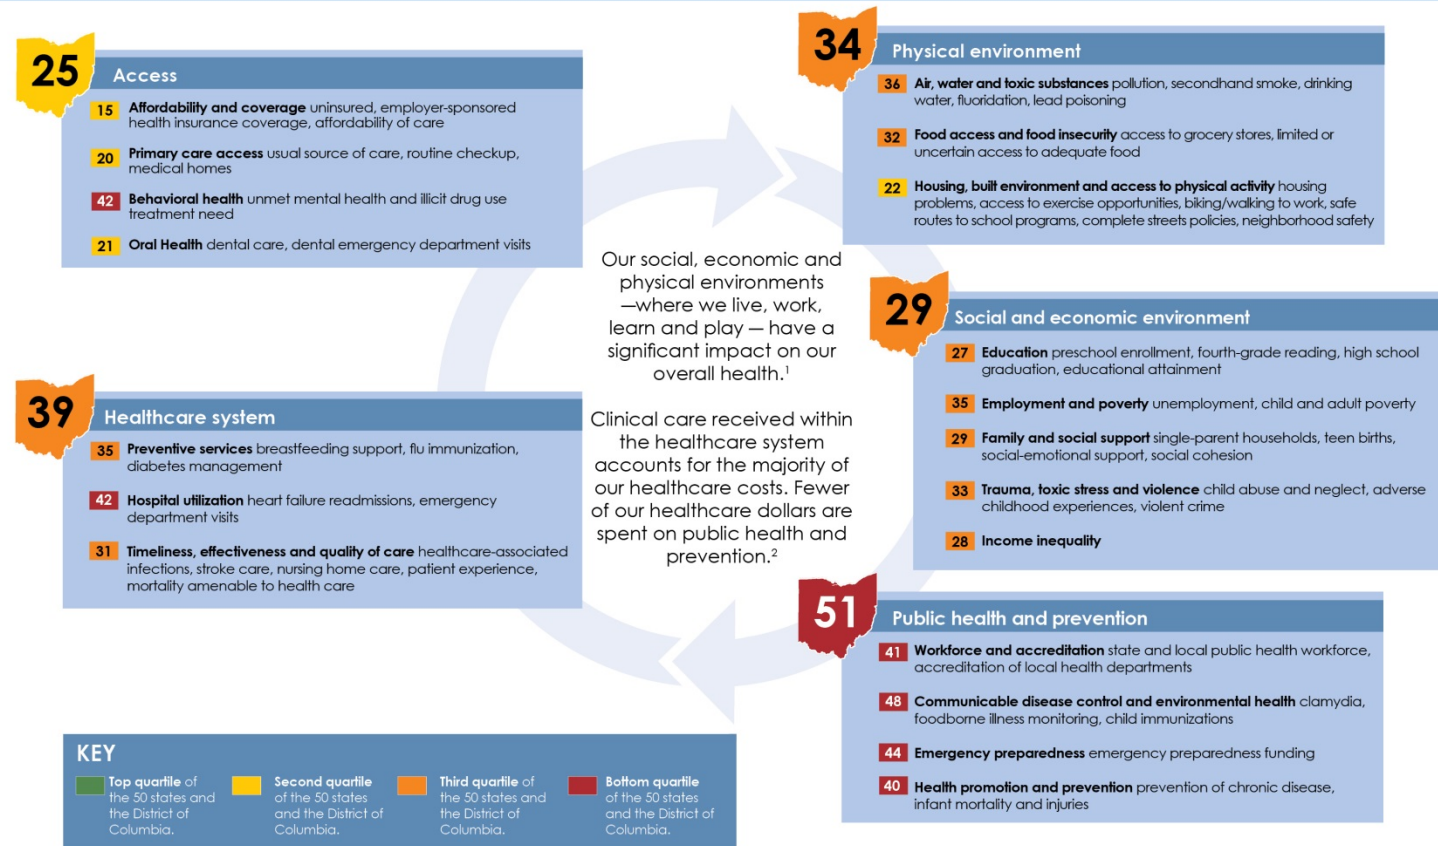 25
Access
15 Affordability and coverage uninsured, employer-sponsored
health insurance coverage, affordability of care
20 Primary care access usual source of care, routine checkup,
medical homes
42 Behavioral health unmet mental health and illicit drug use
treatment need
21 Oral Health dental care, dental emergency department visits
39
Healthcare system
35 Preventive services breastfeeding support, flu immunization,
diabetes management
42 Hospital utilization heart failure readmissions, emergency
department visits
31 Timeliness, effectiveness and quality of care healthcare-associated
infections, stroke care, nursing home care, patient experience,
mortality amenable to health care
Our social, economic and
physical environments
—where we live, work,
learn and play — have a
significant impact on our
overall health.¹
Clinical care received within
the healthcare system
accounts for the majority of
our healthcare costs. Fewer
of our healthcare dollars are
spent on public health and
prevention.²
34
Physical environment
36 Air, water and toxic substances pollution, secondhand smoke, drinking
water, fluoridation, lead poisoning
32 Food access and food insecurity access to grocery stores, limited or
uncertain access to adequate food
22 Housing, built environment and access to physical activity housing
problems, access to exercise opportunities, biking/walking to work, safe
routes to school programs, complete streets policies, neighborhood safety
29
Social and economic environment
27 Education preschool enrollment, fourth-grade reading, high school
graduation, educational attainment
35 Employment and poverty unemployment, child and adult poverty
29 Family and social support single-parent households, teen births,
social-emotional support, social cohesion
33 Trauma, toxic stress and violence child abuse and neglect, adverse
childhood experiences, violent crime
28 Income inequality
51
Public health and prevention
41 Workforce and accreditation state and local public health workforce,
accreditation of local health departments
48 Communicable disease control and environmental health clamydia,
foodborne illness monitoring, child immunizations
44 Emergency preparedness emergency preparedness funding
40 Health promotion and prevention prevention of chronic disease,
infant mortality and injuries
KEY
Top quartile of
the 50 states and
the District of
Columbia.
Second quartile
of the 50 states
and the District of
Columbia.
Third quartile of
the 50 states and
the District of
Columbia.
Bottom quartile
of the 50 states
and the District of
Columbia.